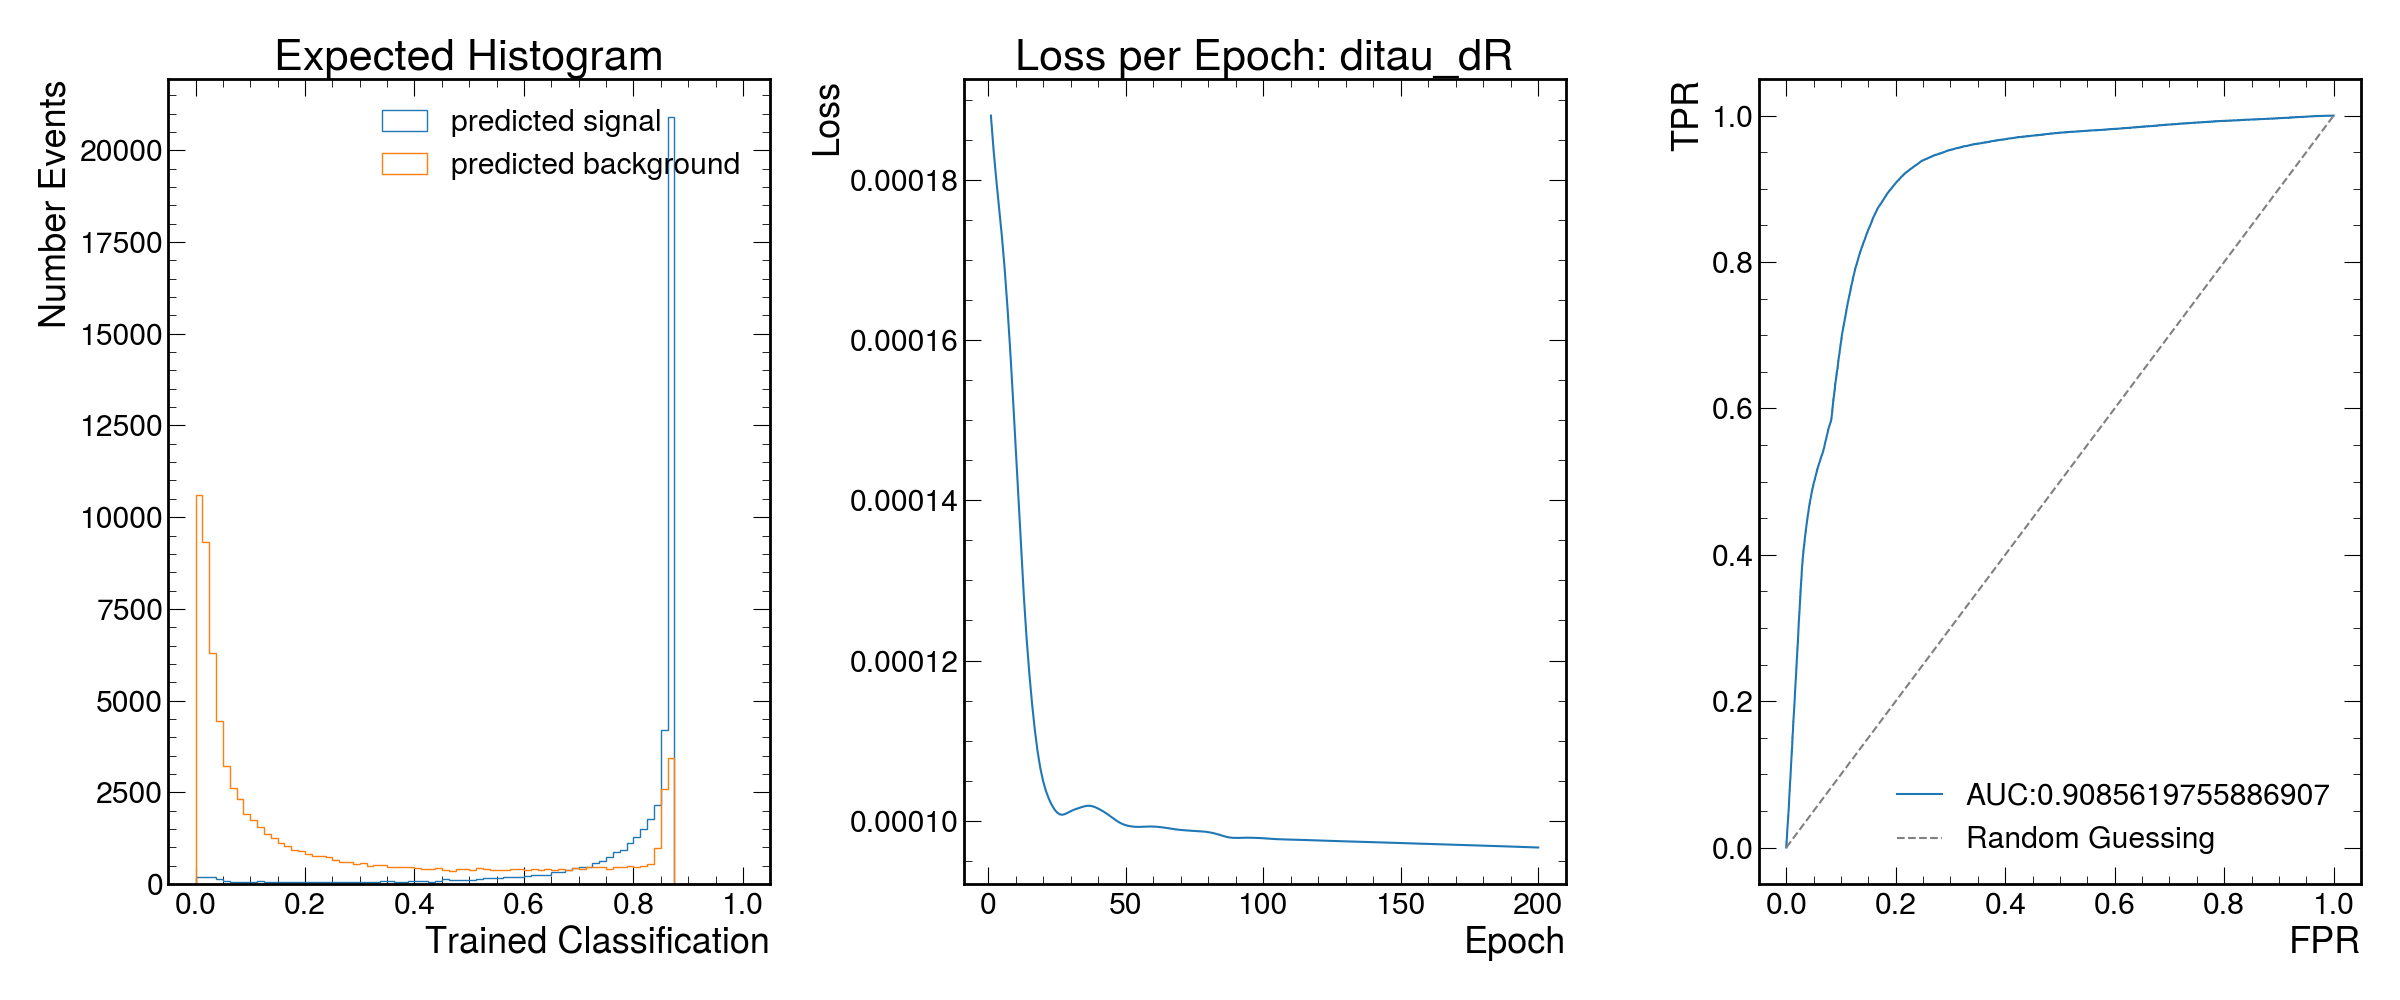 Expected Histogram
Number Events
predicted signal
predicted background
20000
17500
15000
12500
10000
7500
5000
2500
0
0.0 0.2 0.4 0.6 0.8 1.0
Trained Classification
Loss per Epoch: ditau_dR
Loss
0.00018
0.00016
0.00014
0.00012
0.00010
0 50 100 150 200
Epoch
TPR
1.0
0.8
0.6
0.4
0.2
0.0
AUC:0.9085619755886907
Random Guessing
0.0 0.2 0.4 0.6 0.8 1.0
FPR